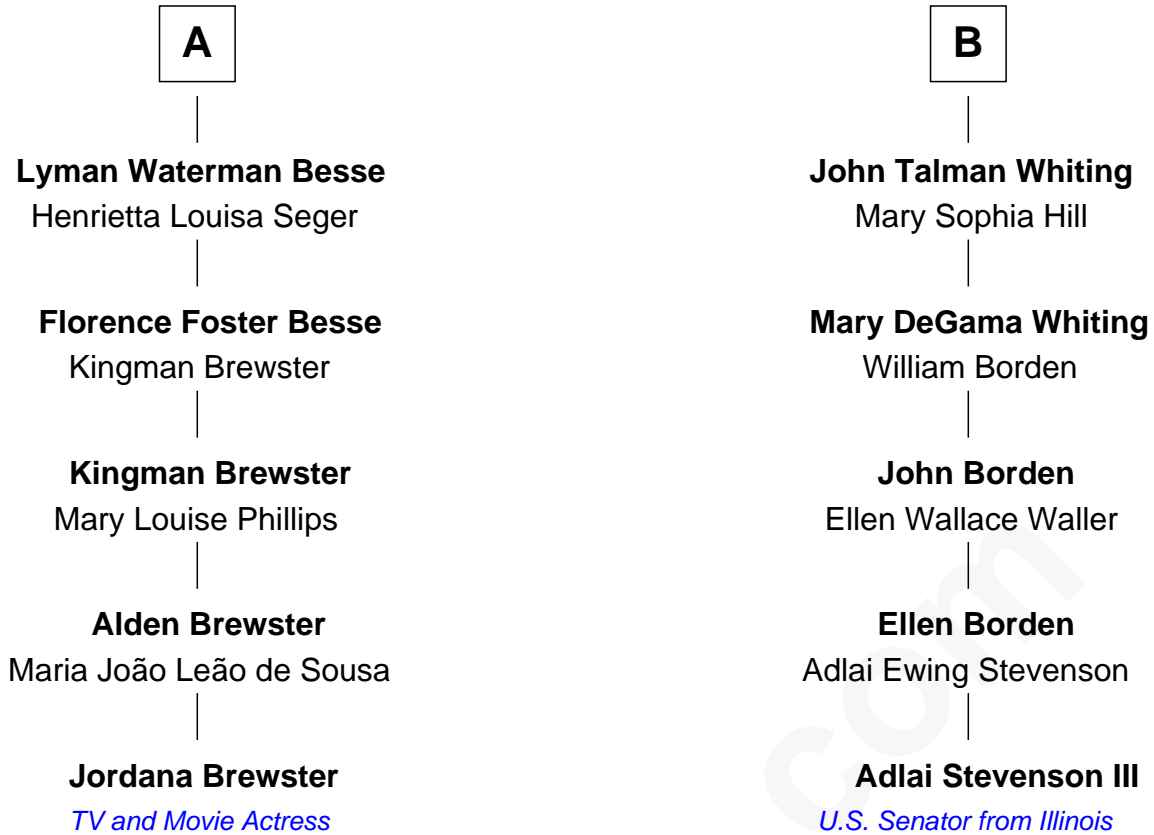 A
Lyman Waterman Besse
Henrietta Louisa Seger
Florence Foster Besse
Kingman Brewster
Kingman Brewster
Mary Louise Phillips
Alden Brewster
Maria João Leão de Sousa
Jordana Brewster
TV and Movie Actress
B
John Talman Whiting
Mary Sophia Hill
Mary DeGama Whiting
William Borden
John Borden
Ellen Wallace Waller
Ellen Borden
Adlai Ewing Stevenson
Adlai Stevenson III
U.S. Senator from Illinois
com